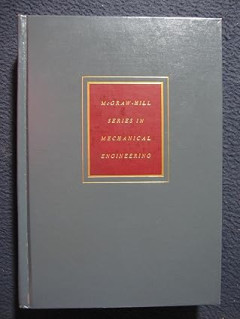 McGRAW-HILL
SERIES IN
MECHANICAL
ENGINEERING